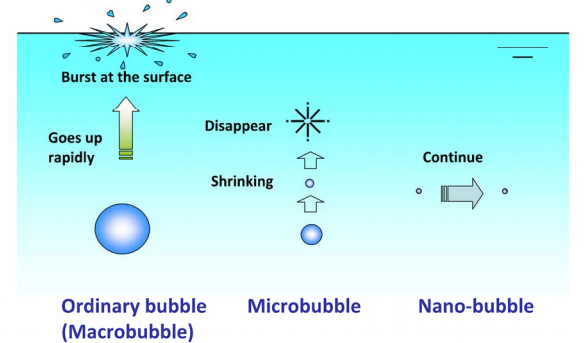 Burst at the surface
Goes up
rapidly
Disappear
Shrinking
Continue
Ordinary bubble
(Macrobubble)
Microbubble
Nano-bubble